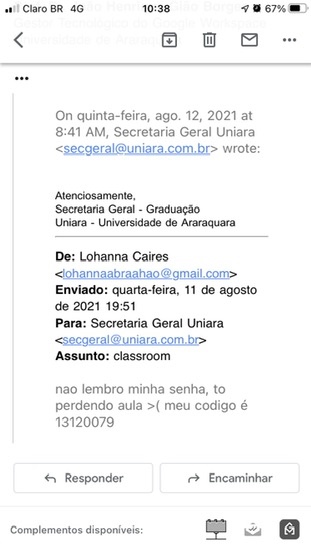 Claro BR 4G 10:38 67%
On quinta-feira, ago. 12, 2021 at
8:41 AM, Secretaria Geral Uniara
<secgeral@uniara.com.br> wrote:
Atenciosamente,
Secretaria Geral - Graduação
Uniara - Universidade de Araraquara
De: Lohanna Caires
<lohannaabraahao@gmail.com>
Enviado: quarta-feira, 11 de agosto
de 2021 19:51
Para: Secretaria Geral Uniara
<secgeral@uniara.com.br>
Assunto: classroom
nao lembro minha senha, to
perdendo aula >( meu codigo é
13120079
Responder
Encaminhar
Complementos disponíveis: